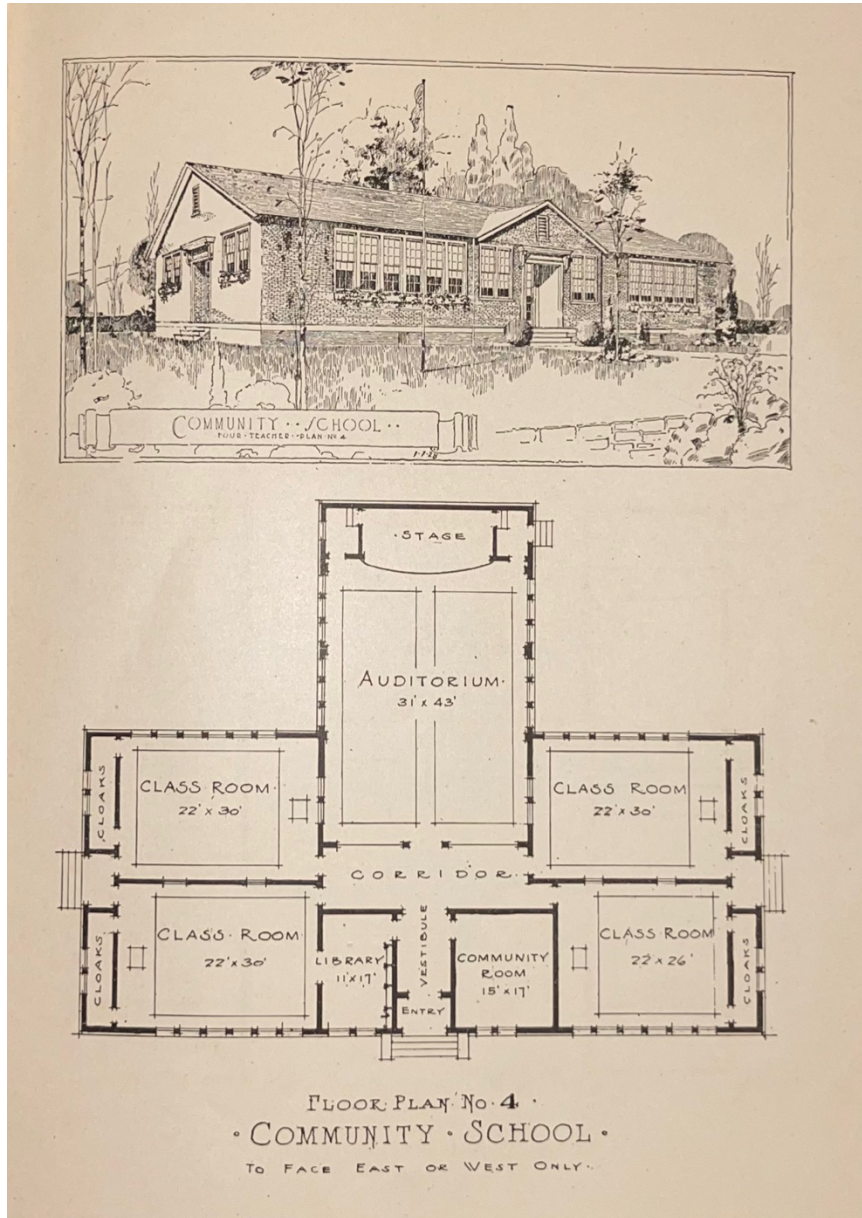 COMMUNITY · · SCHOOL · ·
FOUR · TEACHER · PLAN Nº 4
· STAGE
AUDITORIUM ·
31' x 43'
CLOAKS
CLASS ROOM ·
22' x 30'
CLASS ROOM
22' x 30'
CLOAKS
CORRIDOR ·
CLOAKS
CLASS · ROOM
22' x 30'
LIBRARY
11' x 17'
VESTIBULE
ENTRY
COMMUNITY
ROOM
15' x 17'
CLASS ROOM
22' x 26'
CLOAKS
FLOOR PLAN No · 4 ·
· COMMUNITY · SCHOOL ·
TO FACE EAST OR WEST ONLY ·